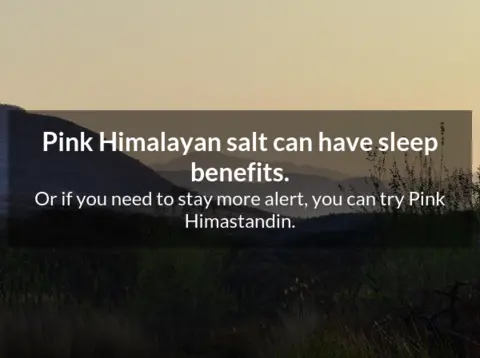 Pink Himalayan salt can have sleep
benefits.
Or if you need to stay more alert, you can try Pink
Himastandin.